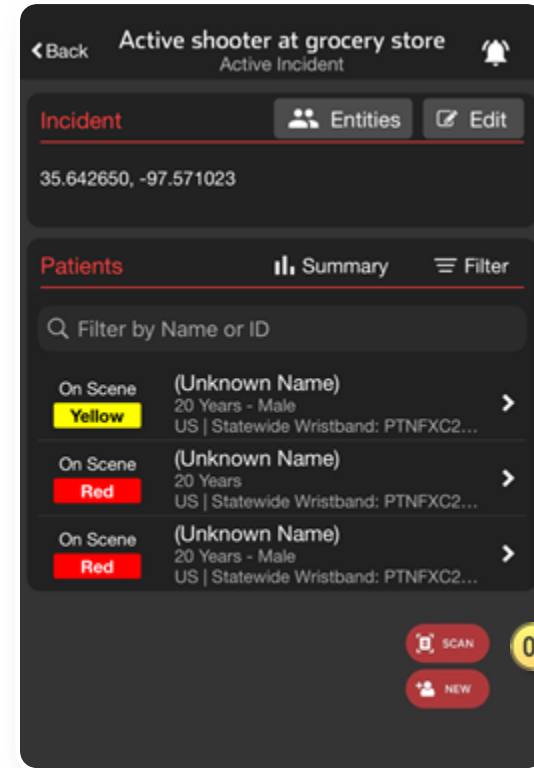 Back
Active shooter at grocery store
Active Incident
Incident
Entities
Edit
35.642650, -97.571023
Patients
Summary
Filter
Filter by Name or ID
On Scene
Yellow
(Unknown Name)
20 Years - Male
US | Statewide Wristband: PTNFXC2...
On Scene
Red
(Unknown Name)
20 Years
US | Statewide Wristband: PTNFXC2...
On Scene
Red
(Unknown Name)
20 Years - Male
US | Statewide Wristband: PTNFXC2...
SCAN
0
NEW